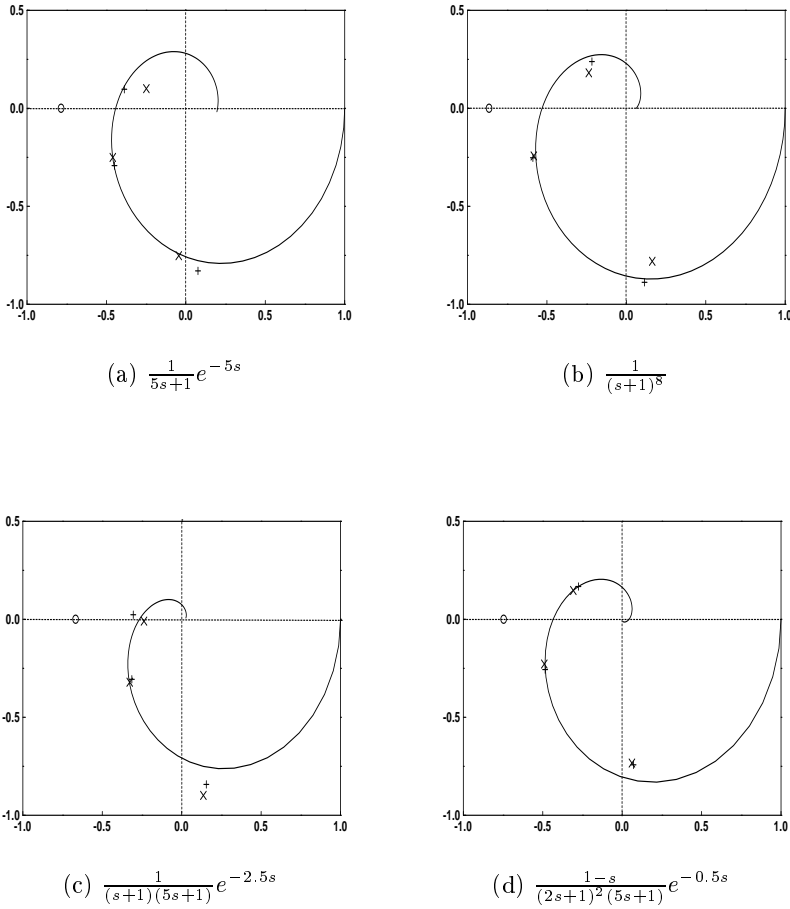 0.5
0.0
-0.5
-1.0
-1.0 -0.5 0.0 0.5 1.0
(a) \frac{1}{5s+1}e^{-5s}
0.5
0.0
-0.5
-1.0
-1.0 -0.5 0.0 0.5 1.0
(b) \frac{1}{(s+1)^8}
0.5
0.0
-0.5
-1.0
-1.0 -0.5 0.0 0.5 1.0
(c) \frac{1}{(s+1)(5s+1)}e^{-2.5s}
0.5
0.0
-0.5
-1.0
-1.0 -0.5 0.0 0.5 1.0
(d) \frac{1-s}{(2s+1)^2(5s+1)}e^{-0.5s}